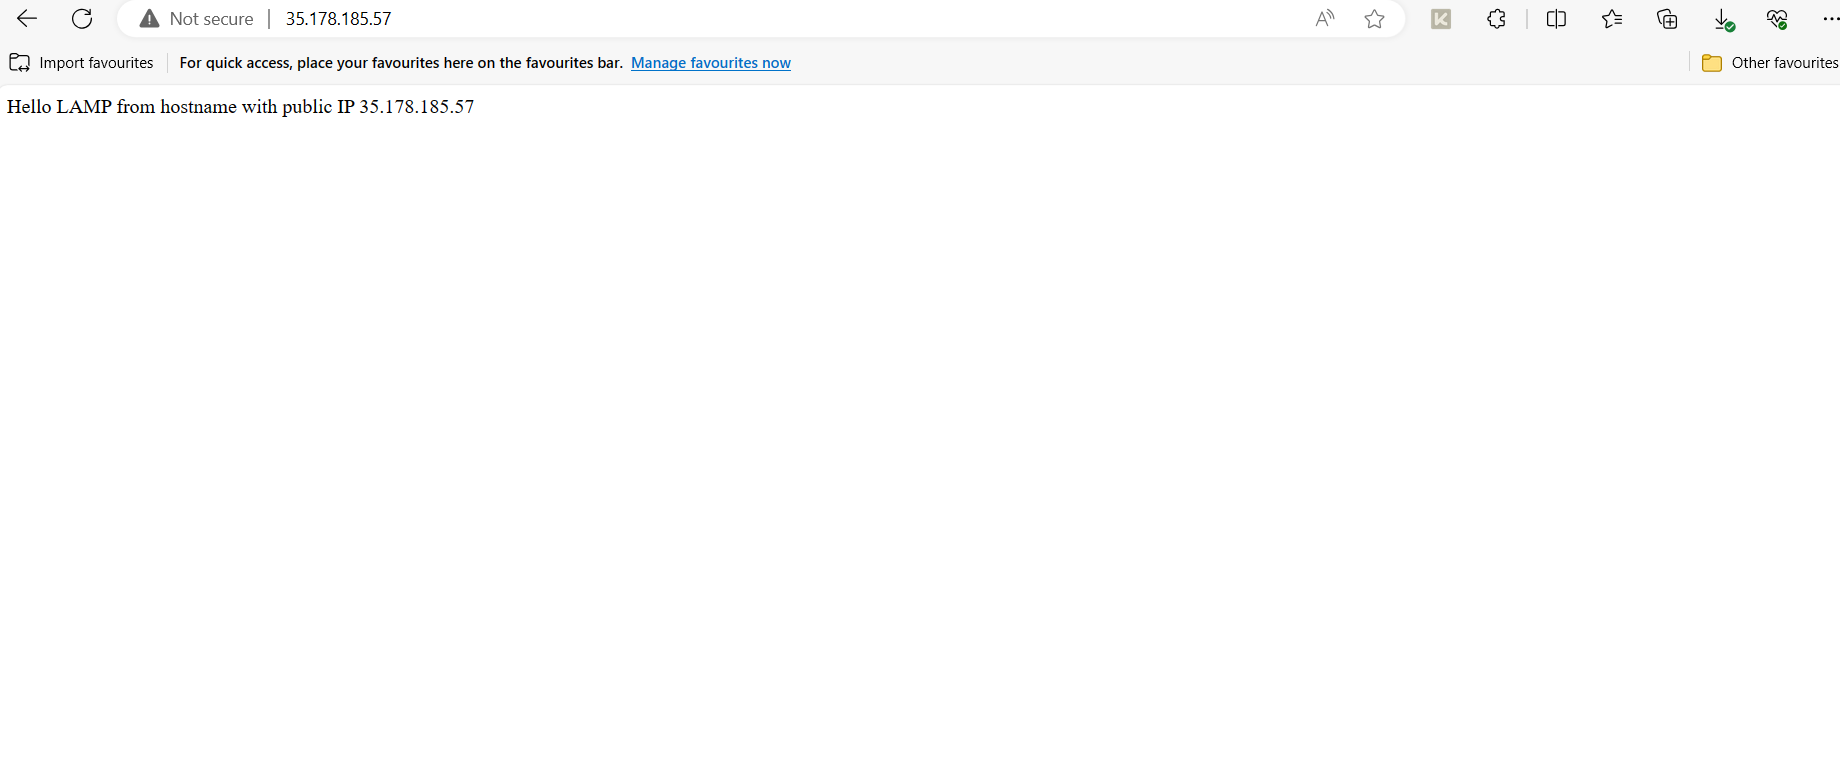 Not secure 35.178.185.57
Import favourites For quick access, place your favourites here on the favourites bar. Manage favourites now Other favourites
Hello LAMP from hostname with public IP 35.178.185.57